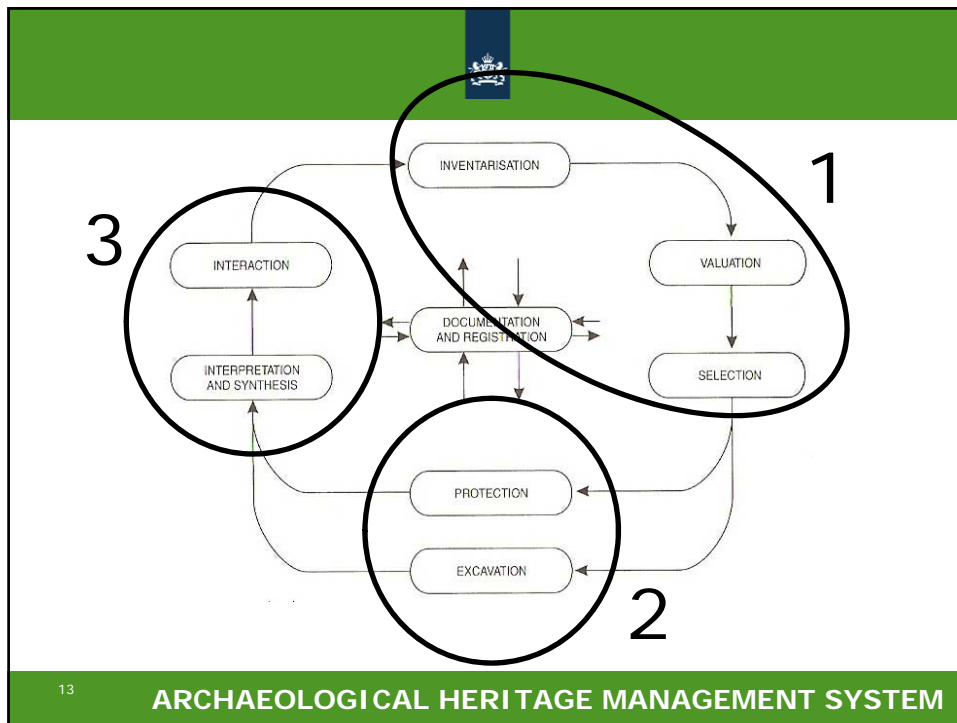 INVENTARISATION
1
3
INTERACTION
VALUATION
DOCUMENTATION
AND REGISTRATION
INTERPRETATION
AND SYNTHESIS
SELECTION
PROTECTION
EXCAVATION
2
13
ARCHAEOLOGICAL HERITAGE MANAGEMENT SYSTEM